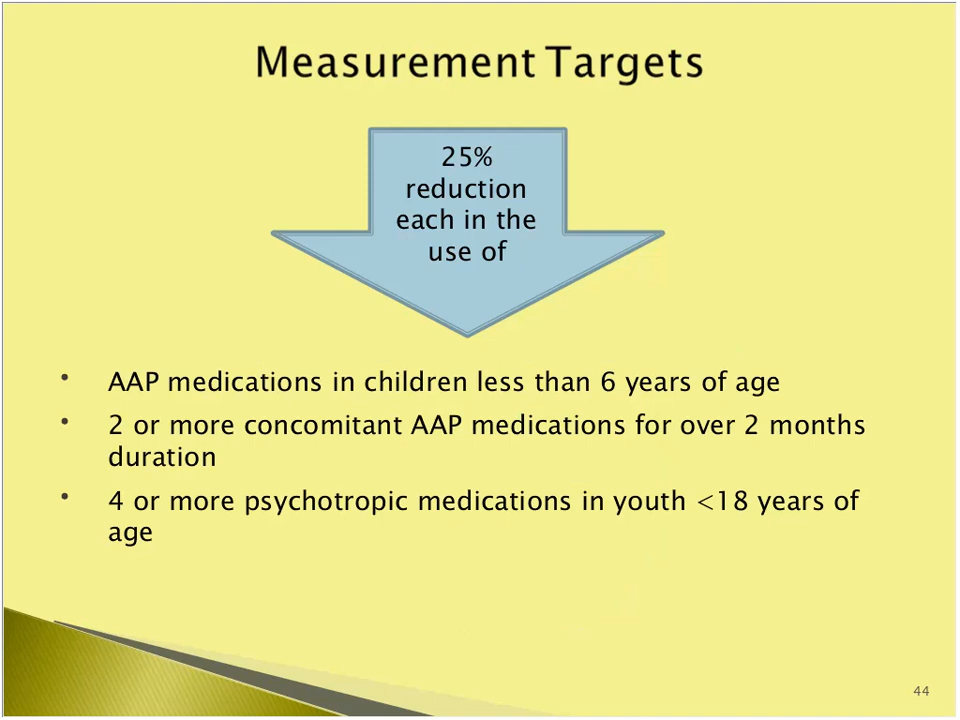 Measurement Targets
25%
reduction
each in the
use of
• AAP medications in children less than 6 years of age
• 2 or more concomitant AAP medications for over 2 months
duration
• 4 or more psychotropic medications in youth <18 years of
age
44